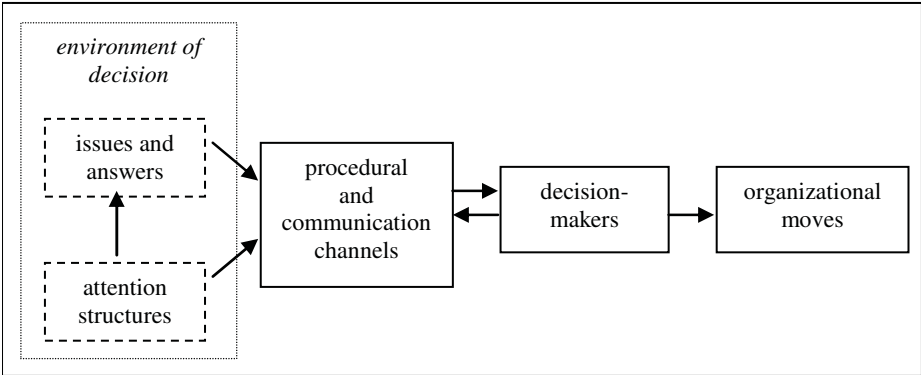 environment of
decision
issues and
answers
attention
structures
procedural
and
communication
channels
decision-
makers
organizational
moves